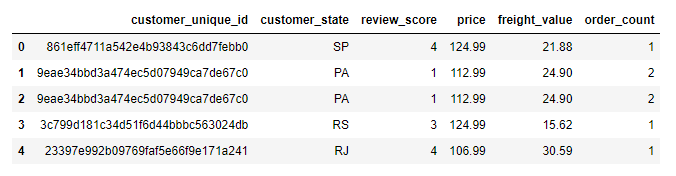 customer_unique_id customer_state review_score price freight_value order_count
0 861eff4711a542e4b93843c6dd7febb0 SP 4 124.99 21.88 1
1 9eae34bbd3a474ec5d07949ca7de67c0 PA 1 112.99 24.90 2
2 9eae34bbd3a474ec5d07949ca7de67c0 PA 1 112.99 24.90 2
3 3c799d181c34d51f6d44bbbc563024db RS 3 124.99 15.62 1
4 23397e992b09769faf5e66f9e171a241 RJ 4 106.99 30.59 1